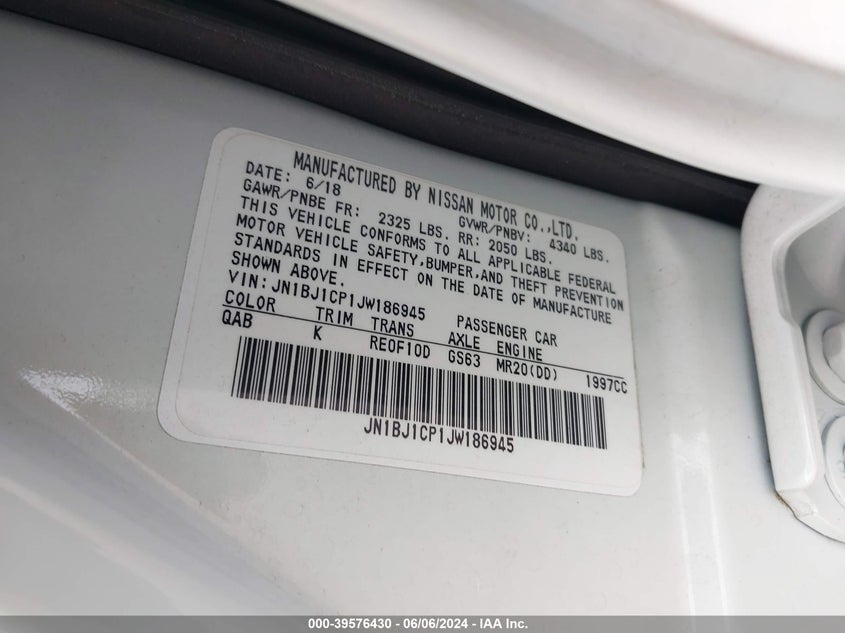 MANUFACTURED BY NISSAN MOTOR CO.,LTD.
DATE: 6/18 GVWR/PNBV: 4340 LBS.
GAWR/PNBE FR: 2325 LBS. RR: 2050 LBS.
THIS VEHICLE CONFORMS TO ALL APPLICABLE FEDERAL
MOTOR VEHICLE SAFETY,BUMPER,AND THEFT PREVENTION
STANDARDS IN EFFECT ON THE DATE OF MANUFACTURE
SHOWN ABOVE.
VIN:JN1BJ1CP1JW186945 PASSENGER CAR
COLOR TRIM TRANS AXLE ENGINE
QAB K RE0F10D GS63 MR20(DD) 1997CC
JN1BJ1CP1JW186945
000-39576430 - 06/06/2024 - IAA Inc.